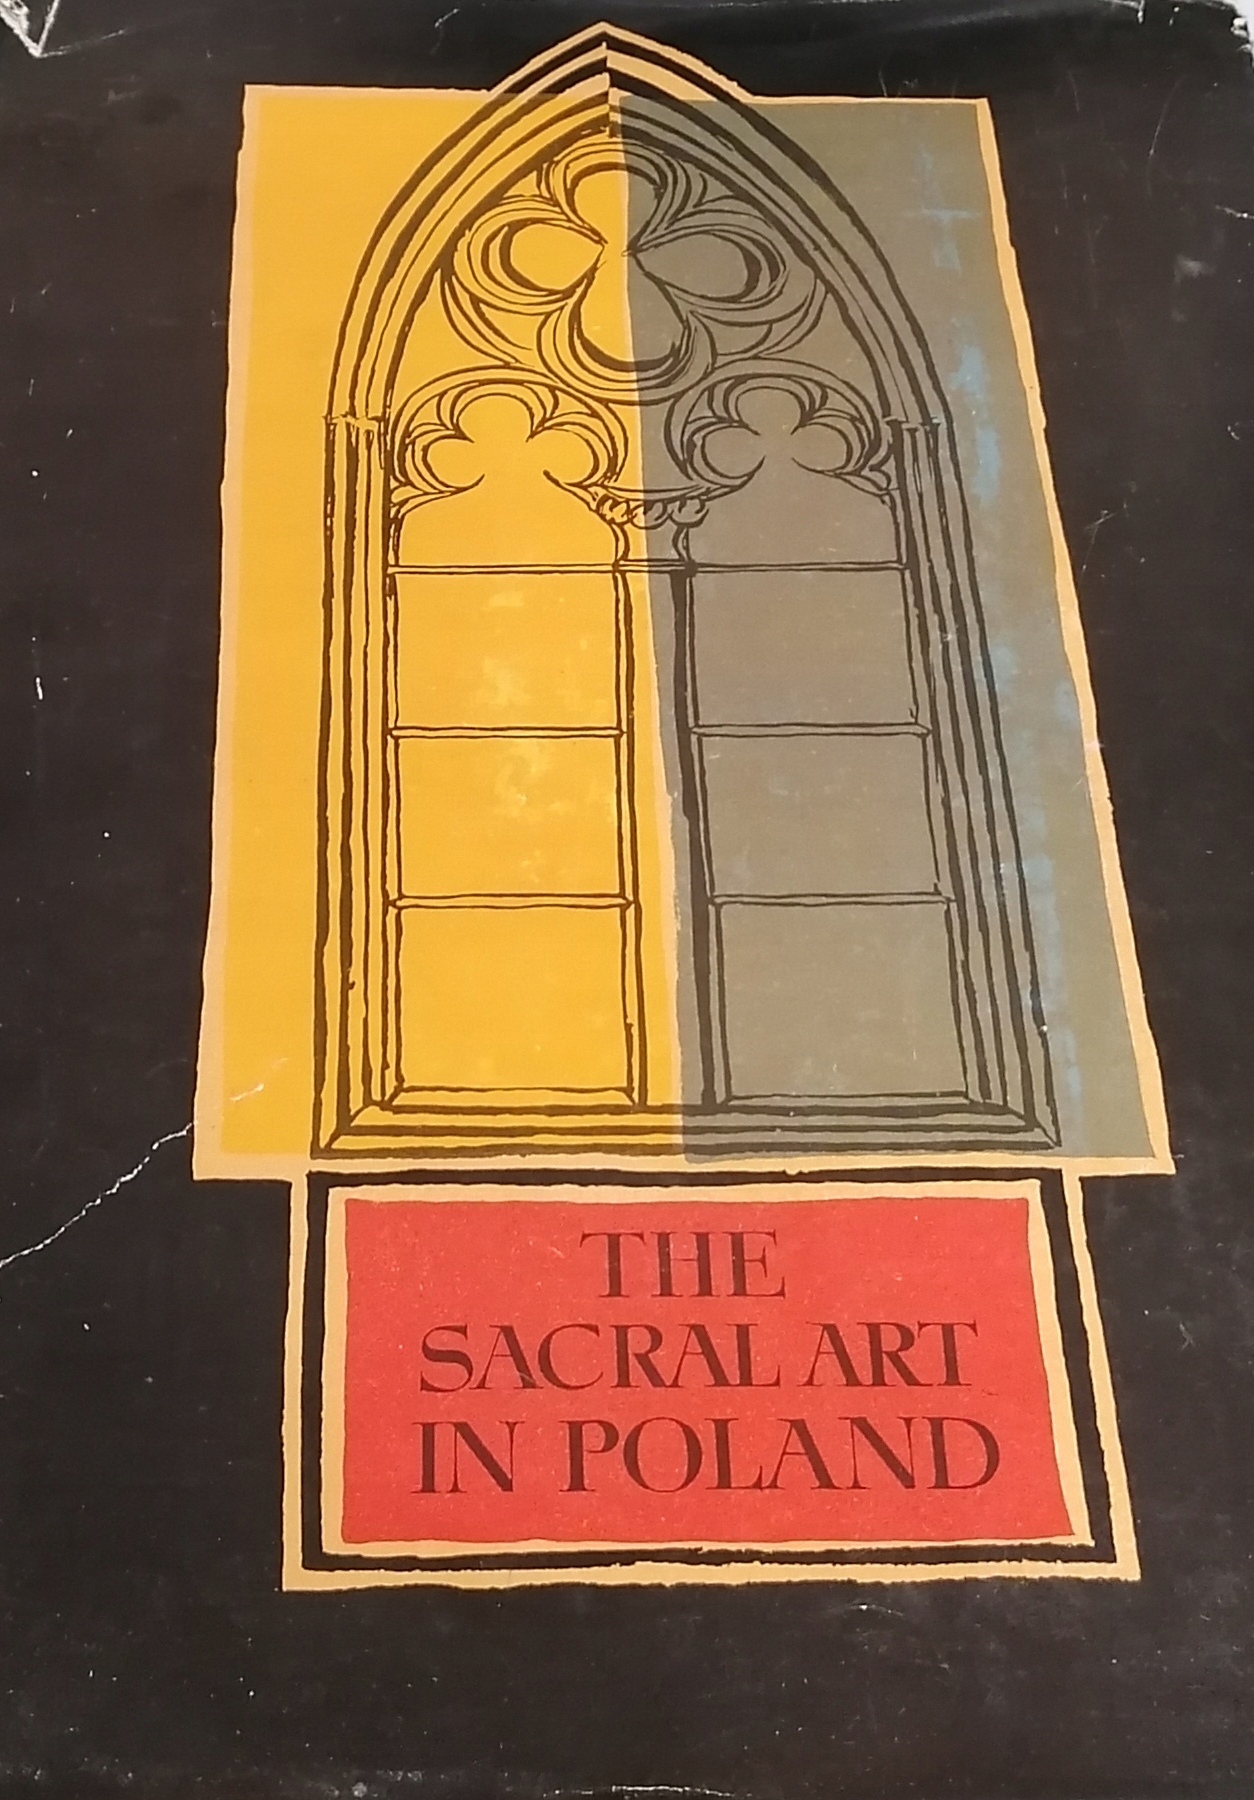 THE
SACRAL ART
IN POLAND